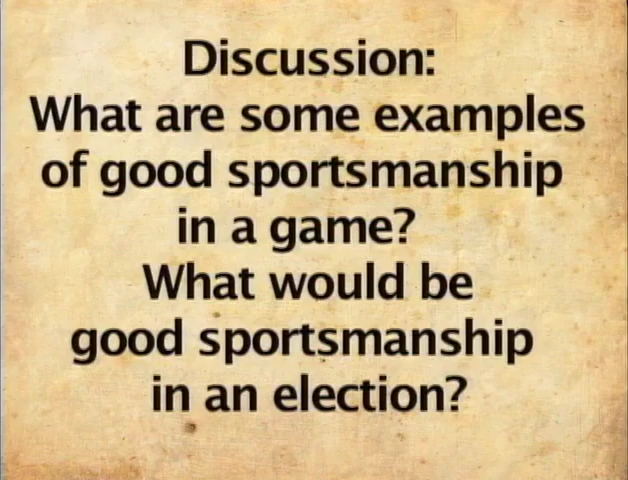 Discussion:
What are some examples
of good sportsmanship
in a game?
What would be
good sportsmanship
in an election?